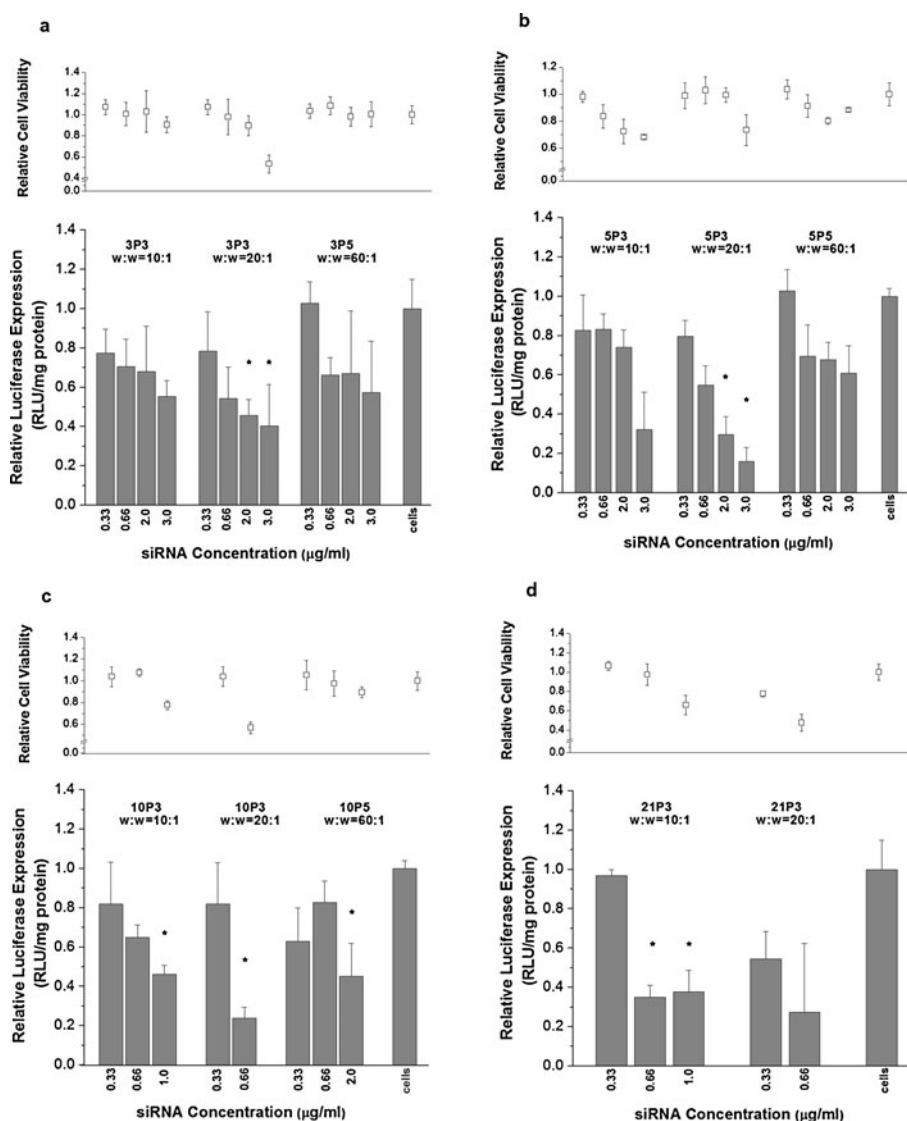 a
Relative Cell Viability
1.4
1.2
1.0
0.8
0.6
0.4
0.0
Relative Luciferase Expression
(RLU/mg protein)
1.4
1.2
1.0
0.8
0.6
0.4
0.2
0.0
3P3
w:w=10:1
3P3
w:w=20:1
3P5
w:w=60:1
* *
0.33 0.66 2.0 3.0 0.33 0.66 2.0 3.0 0.33 0.66 2.0 3.0 cells
siRNA Concentration (μg/ml)
b
Relative Cell Viability
1.2
1.0
0.8
0.6
0.0
Relative Luciferase Expression
(RLU/mg protein)
1.4
1.2
1.0
0.8
0.6
0.4
0.2
0.0
5P3
w:w=10:1
5P3
w:w=20:1
5P5
w:w=60:1
*
*
0.33 0.66 2.0 3.0 0.33 0.66 2.0 3.0 0.33 0.66 2.0 3.0 cells
siRNA Concentration (μg/ml)
c
Relative Cell Viability
1.4
1.2
1.0
0.8
0.6
0.0
Relative Luciferase Expression
(RLU/mg protein)
1.4
1.2
1.0
0.8
0.6
0.4
0.2
0.0
10P3
w:w=10:1
10P3
w:w=20:1
10P5
w:w=60:1
*
*
*
0.33 0.66 1.0 0.33 0.66 0.33 0.66 2.0 cells
siRNA Concentration (μg/ml)
d
Relative Cell Viability
1.4
1.2
1.0
0.8
0.6
0.4
0.0
Relative Luciferase Expression
(RLU/mg protein)
1.4
1.2
1.0
0.8
0.6
0.4
0.2
0.0
21P3
w:w=10:1
21P3
w:w=20:1
* *
0.33 0.66 1.0 0.33 0.66 cells
siRNA Concentration (μg/ml)